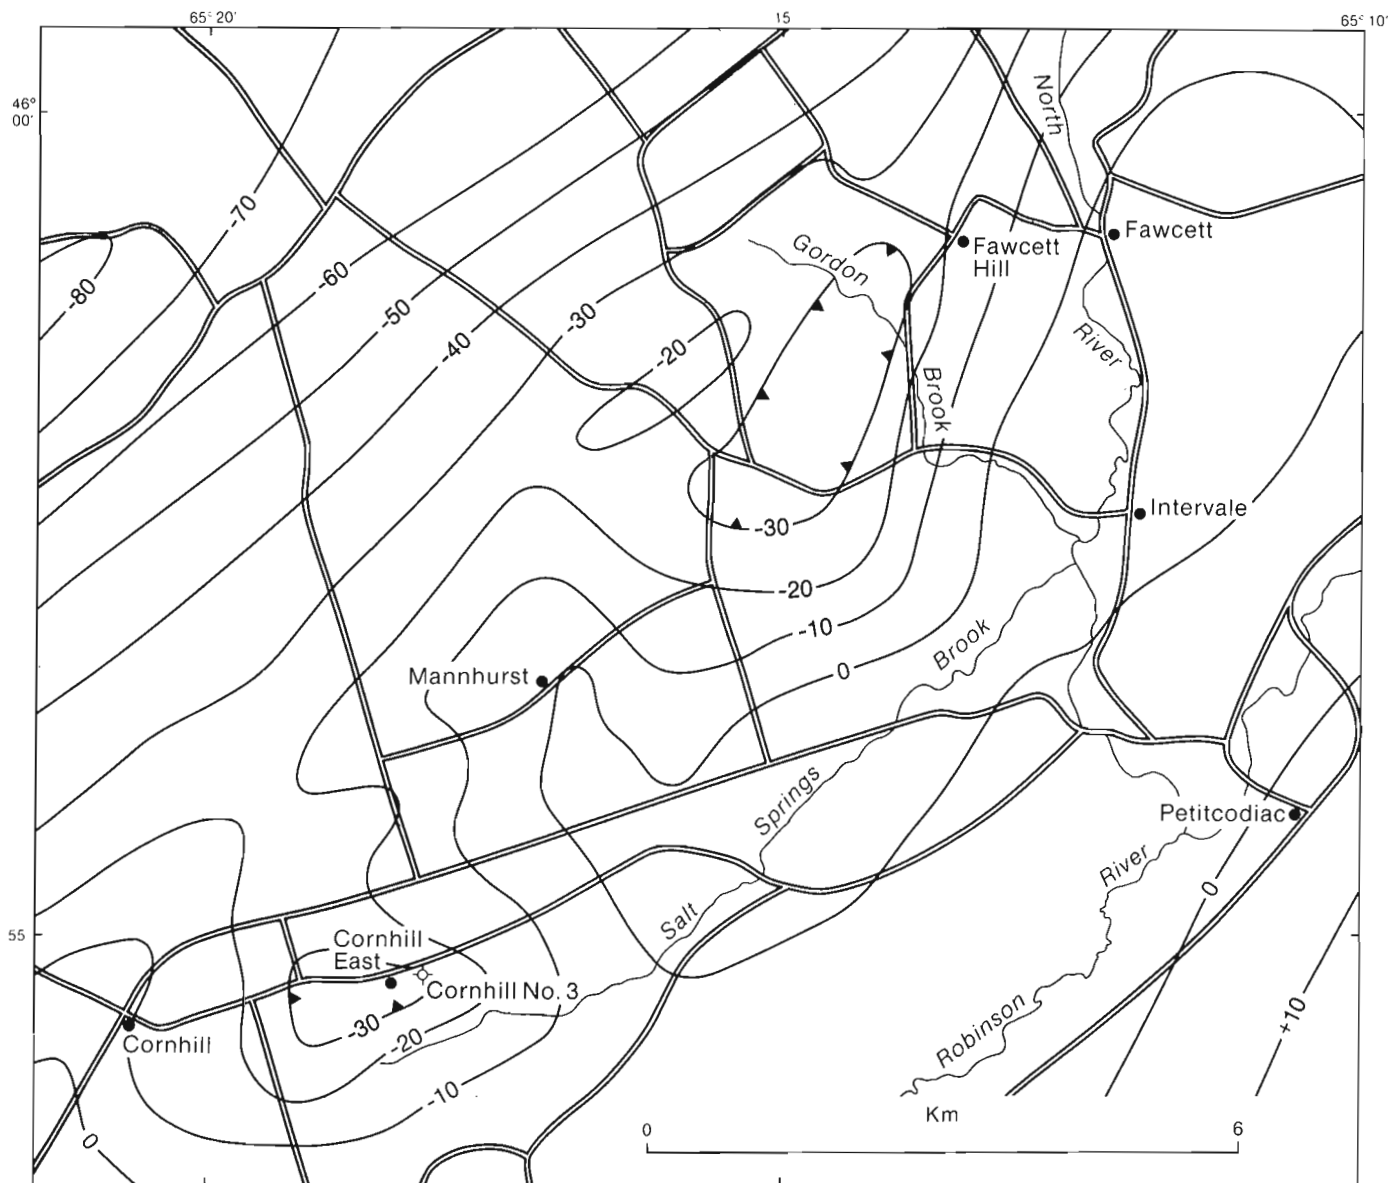 65° 20'
15
65° 10'
46°
00'
North
-70
Gordon
Fawcett
Fawcett
Hill
-80
-60
-50
-30
-40
-20
River
Brook
Intervale
-30
-20
-10
Brook
0
Mannhurst
Springs
Petitcodiac
River
0
Salt
55
Cornhill
East
Cornhill No. 3
-30
-20
Robinson
+10
Cornhill
-10
Km
0
6
0